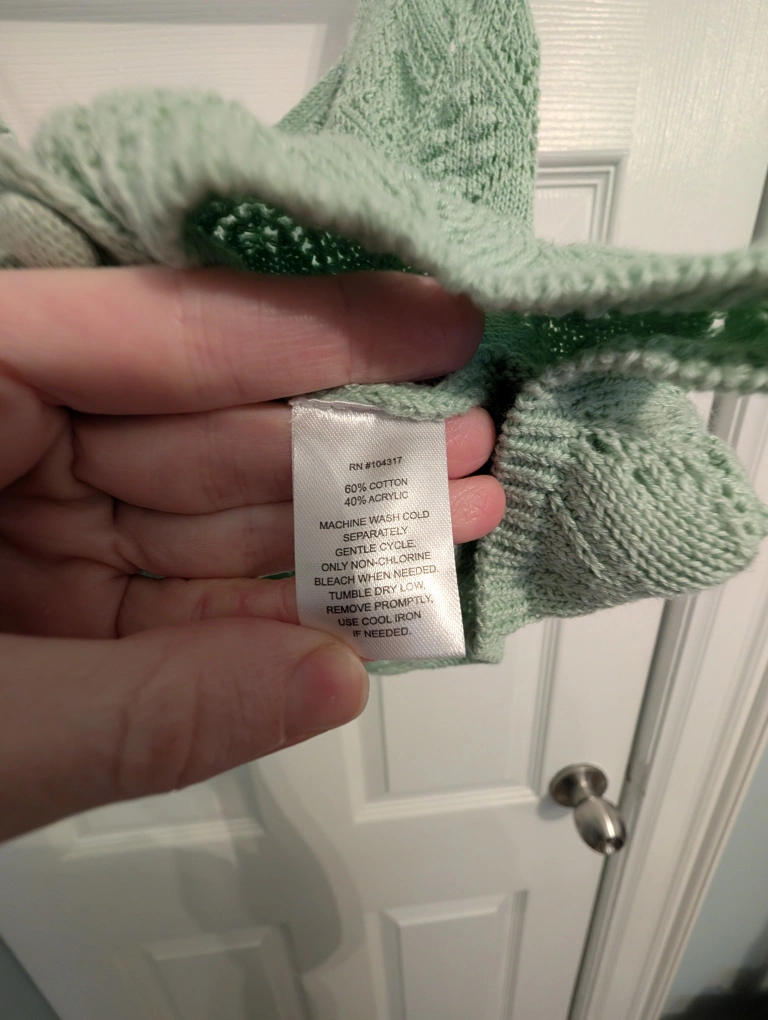 RN #104317
60% COTTON
40% ACRYLIC
MACHINE WASH COLD
SEPARATELY
GENTLE CYCLE.
ONLY NON-CHLORINE
BLEACH WHEN NEEDED.
TUMBLE DRY LOW,
REMOVE PROMPTLY,
USE COOL IRON
IF NEEDED.